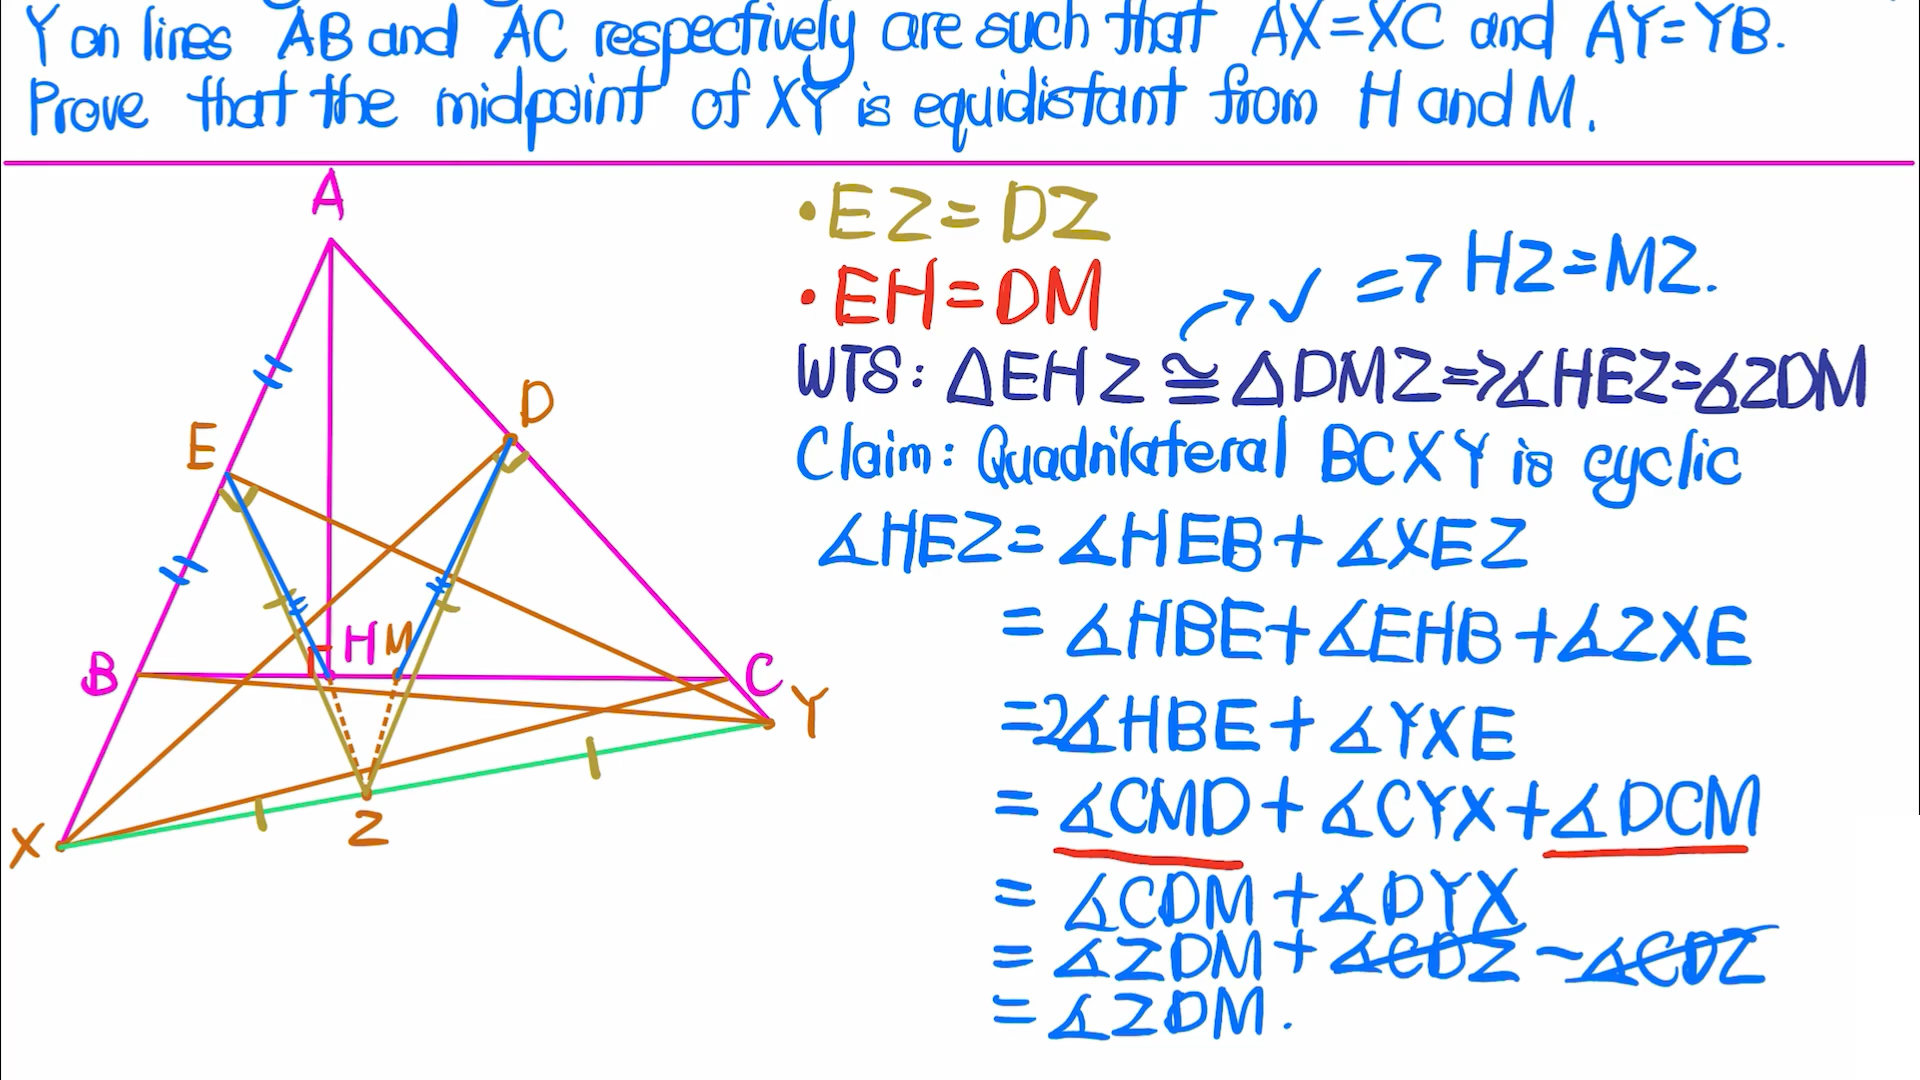 Y on lines AB and AC respectively are such that AX=XC and AY=YB.
Prove that the midpoint of XY is equidistant from H and M.
A
E
D
B
H
M
C
Y
X
Z
• EZ = DZ
• EH = DM
✓ => HZ=MZ.
WTS: △EHZ ≅ △DMZ => ∡HEZ=∡ZDM
Claim: Quadrilateral BCXY is cyclic
∡HEZ = ∡HEB + ∡XEZ
= ∡HBE + ∡EHB + ∡ZXE
= 2∡HBE + ∡YXE
= ∡CMD + ∡CYX + ∡DCM
= ∡CDM + ∡DYX
= ∡ZDM + ∡CDZ - ∡CDZ
= ∡ZDM.